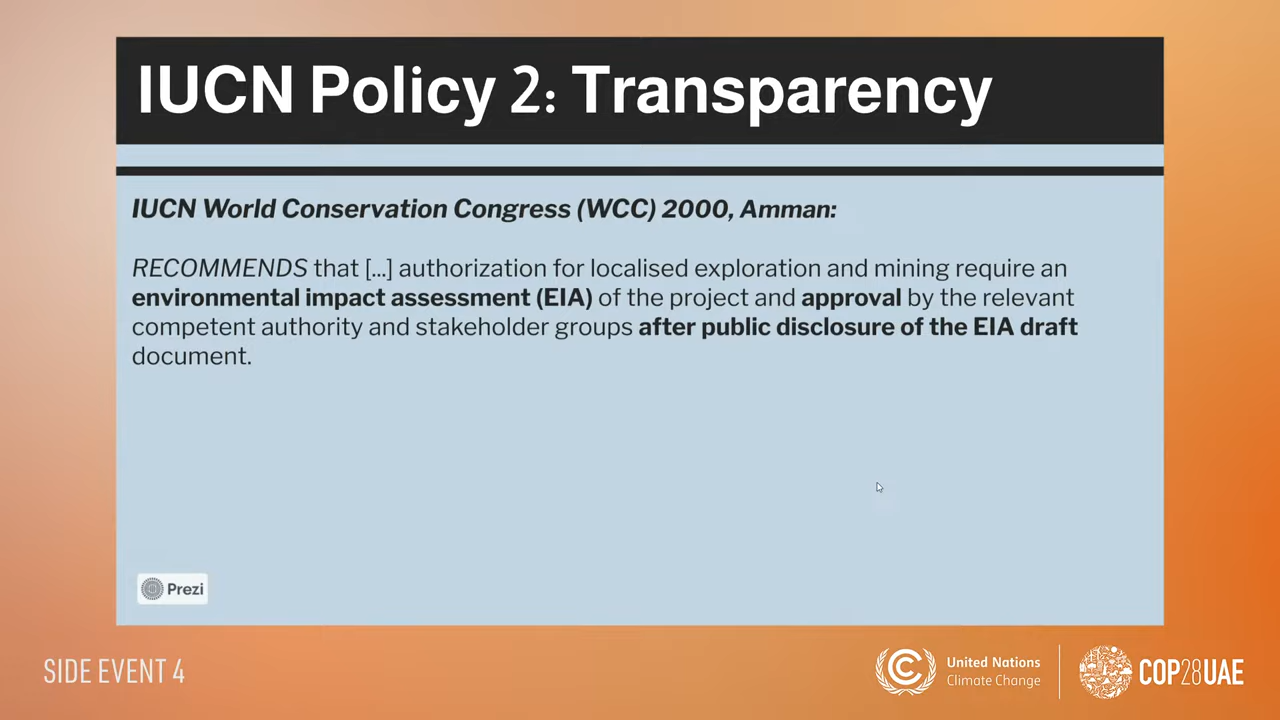 IUCN Policy 2: Transparency
IUCN World Conservation Congress (WCC) 2000, Amman:
RECOMMENDS that [...] authorization for localised exploration and mining require an
environmental impact assessment (EIA) of the project and approval by the relevant
competent authority and stakeholder groups after public disclosure of the EIA draft
document.
Prezi
SIDE EVENT 4
United Nations
Climate Change
COP28UAE